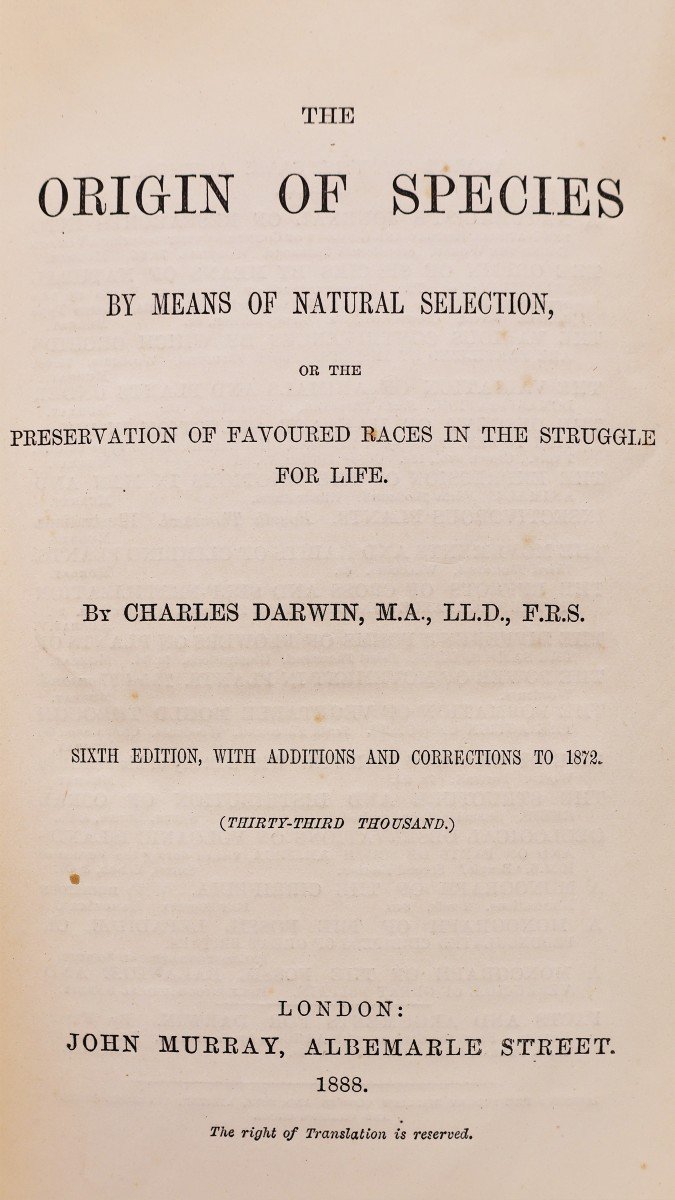 THE
ORIGIN OF SPECIES
BY MEANS OF NATURAL SELECTION,
OR THE
PRESERVATION OF FAVOURED RACES IN THE STRUGGLE
FOR LIFE.
BY CHARLES DARWIN, M.A., LL.D., F.R.S.
SIXTH EDITION, WITH ADDITIONS AND CORRECTIONS TO 1872.
(THIRTY-THIRD THOUSAND.)
LONDON:
JOHN MURRAY, ALBEMARLE STREET.
1888.
The right of Translation is reserved.